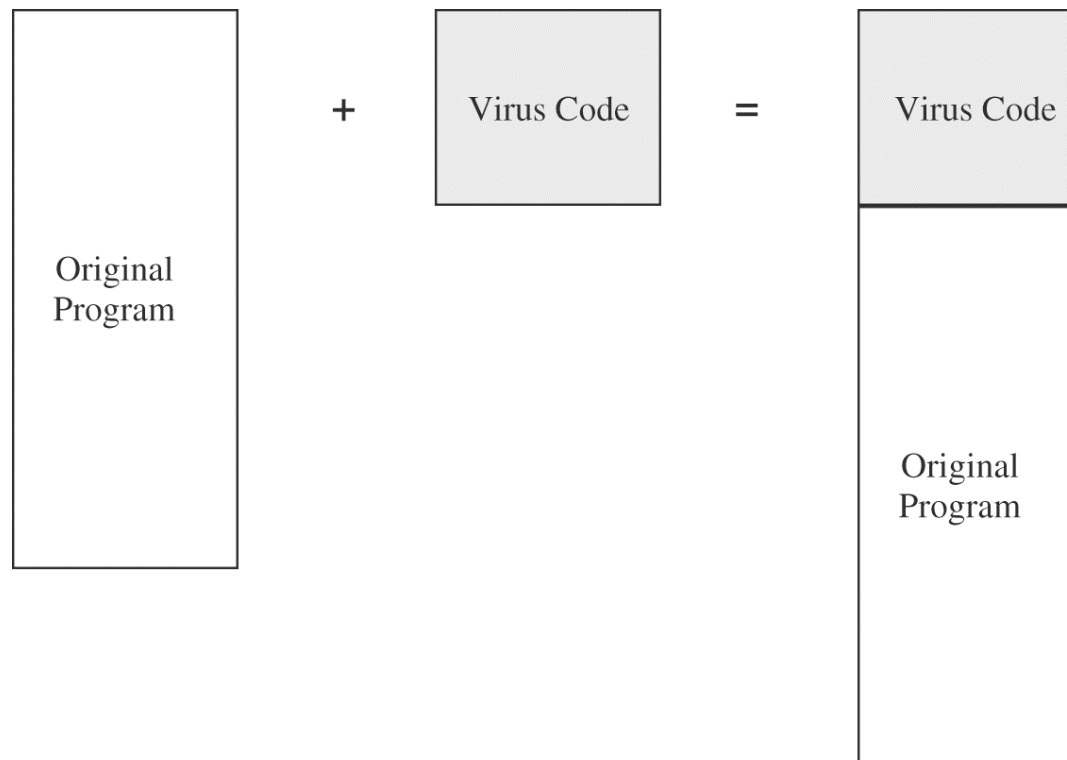 +
Virus Code
=
Virus Code
Original
Program
Original
Program